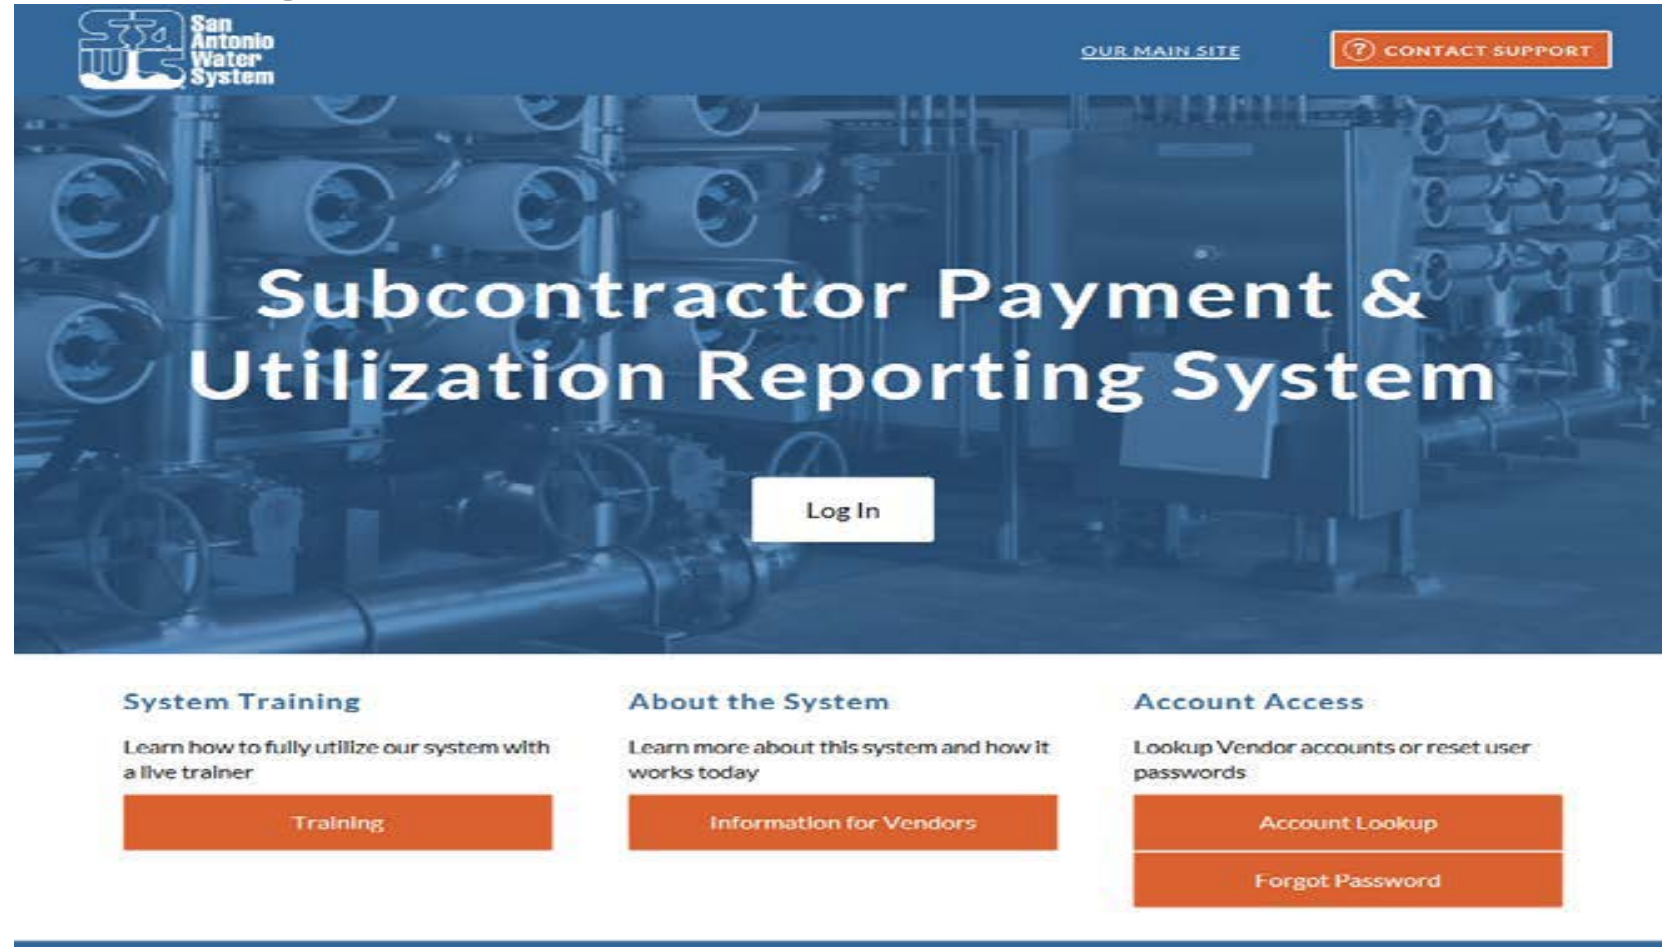 San
Antonio
Water
System
OUR MAIN SITE
? CONTACT SUPPORT
Subcontractor Payment &
Utilization Reporting System
Log In
System Training
Learn how to fully utilize our system with
a live trainer
Training
About the System
Learn more about this system and how it
works today
Information for Vendors
Account Access
Lookup Vendor accounts or reset user
passwords
Account Lookup
Forgot Password